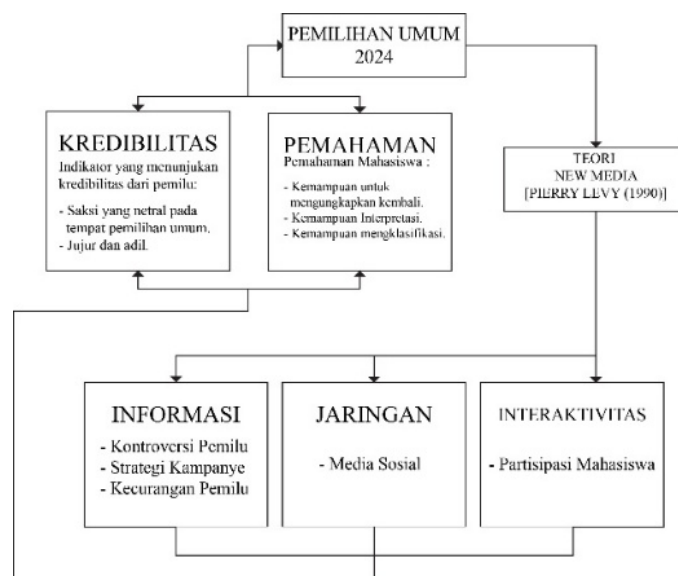 PEMILIHAN UMUM
2024
KREDIBILITAS
Indikator yang menunjukan
kredibilitas dari pemilu:
- Saksi yang netral pada
tempat pemilihan umum.
- Jujur dan adil.
PEMAHAMAN
Pemahaman Mahasiswa :
- Kemampuan untuk
mengungkapkan kembali.
- Kemampuan Interpretasi.
- Kemampuan mengklasifikasi.
TEORI
NEW MEDIA
[PIERRY LEVY (1990)]
INFORMASI
- Kontroversi Pemilu
- Strategi Kampanye
- Kecurangan Pemilu
JARINGAN
- Media Sosial
INTERAKTIVITAS
- Partisipasi Mahasiswa